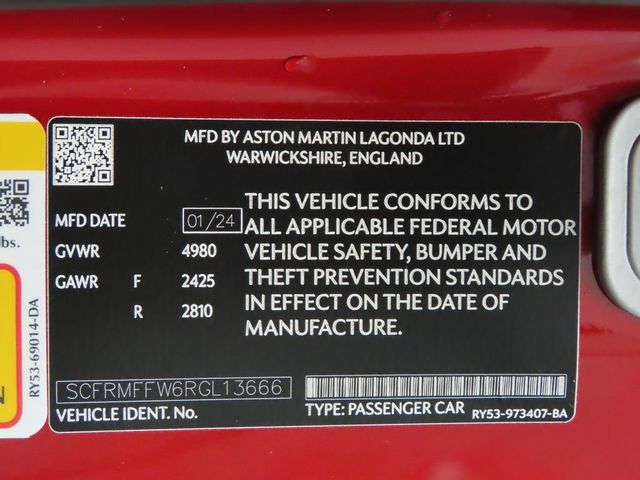 MFD BY ASTON MARTIN LAGONDA LTD
WARWICKSHIRE, ENGLAND
MFD DATE 01/24
GVWR 4980
GAWR F 2425
R 2810
THIS VEHICLE CONFORMS TO
ALL APPLICABLE FEDERAL MOTOR
VEHICLE SAFETY, BUMPER AND
THEFT PREVENTION STANDARDS
IN EFFECT ON THE DATE OF
MANUFACTURE.
SCFRMFFW6RGL13666
VEHICLE IDENT. No.
TYPE: PASSENGER CAR
RY53-973407-BA
lbs.
RY53-69014-DA